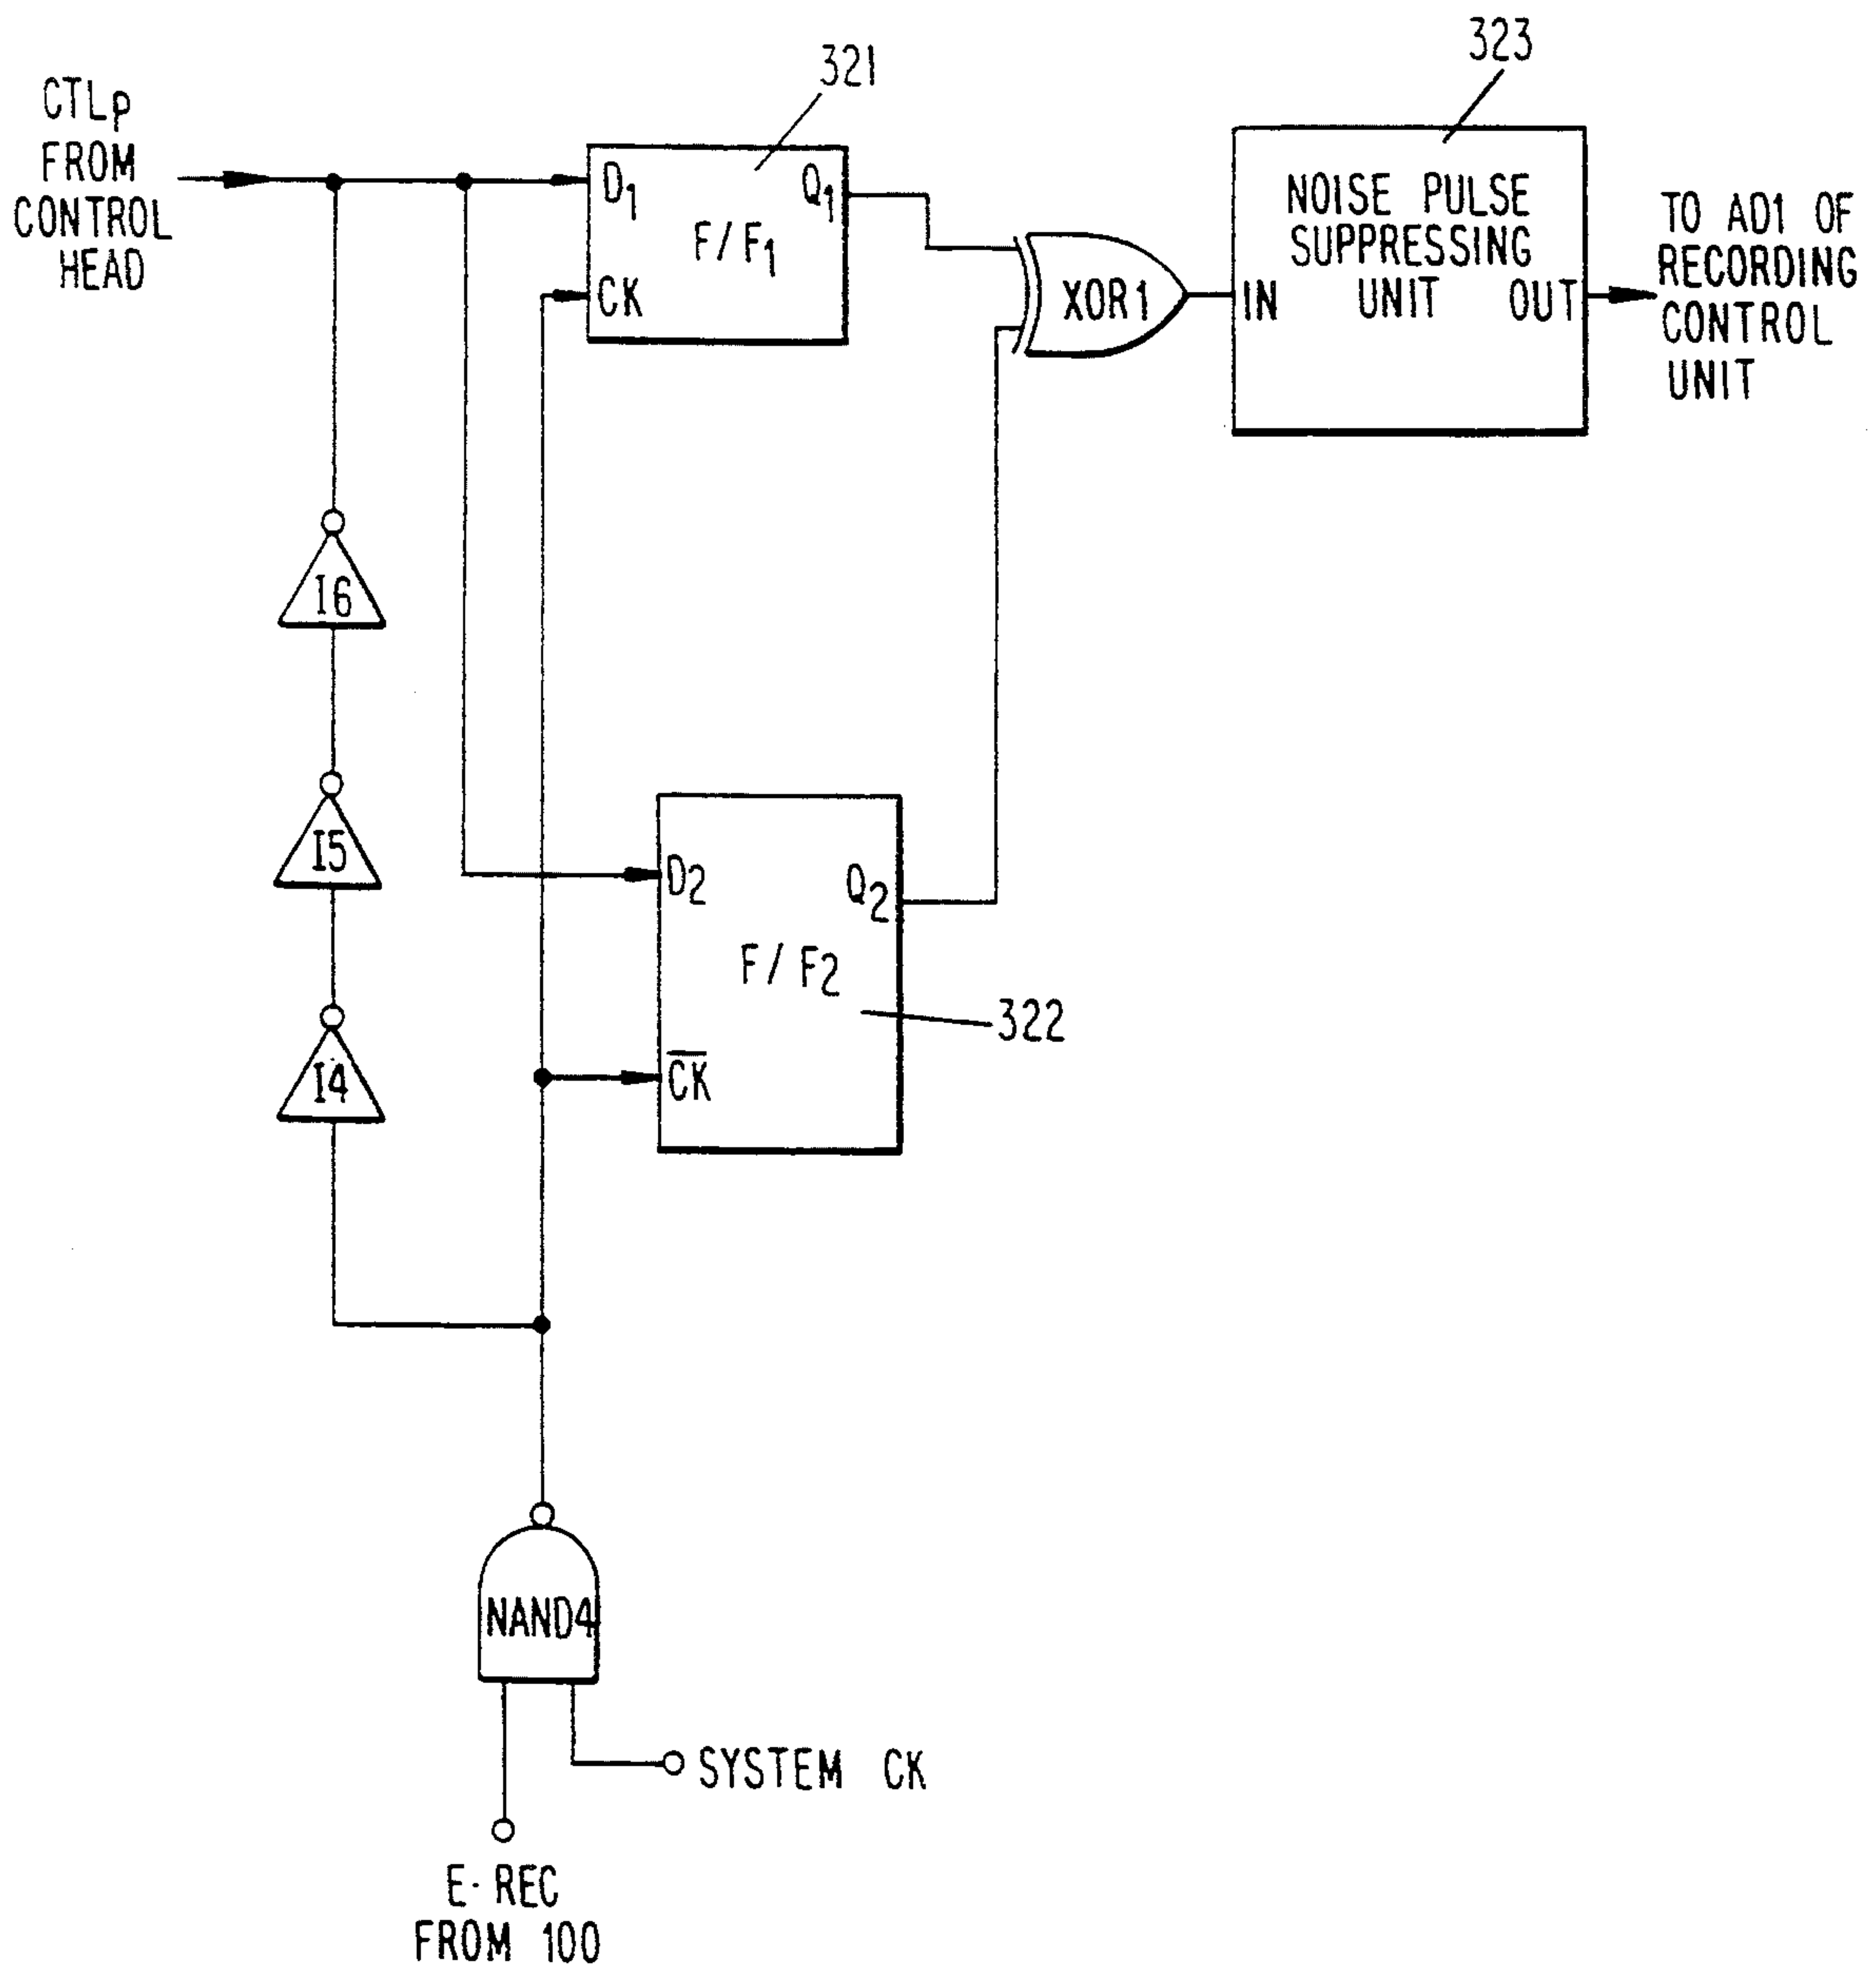 CTLp
FROM
CONTROL
HEAD
321
D1
Q1
F/F1
CK
XOR1
323
NOISE PULSE
SUPPRESSING
UNIT
IN
OUT
TO AD1 OF
RECORDING
CONTROL
UNIT
I6
I5
I4
D2
Q2
F/F2
C̅K̅
322
NAND4
SYSTEM CK
E-REC
FROM 100